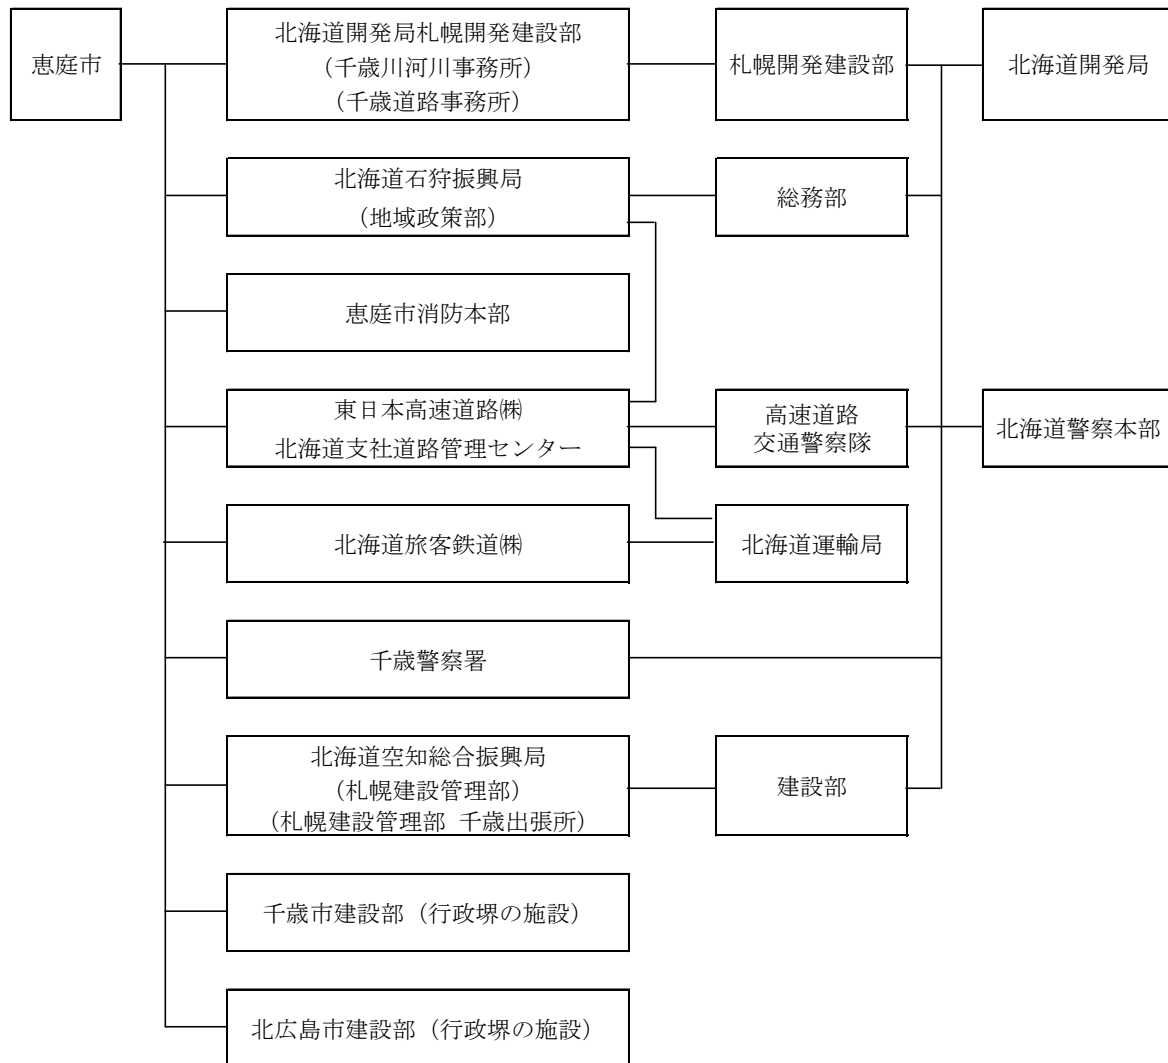 恵庭市
北海道開発局札幌開発建設部
（千歳川河川事務所）
（千歳道路事務所）
札幌開発建設部
北海道開発局
北海道石狩振興局
（地域政策部）
総務部
恵庭市消防本部
東日本高速道路㈱
北海道支社道路管理センター
高速道路
交通警察隊
北海道警察本部
北海道旅客鉄道㈱
北海道運輸局
千歳警察署
北海道空知総合振興局
（札幌建設管理部）
（札幌建設管理部 千歳出張所）
建設部
千歳市建設部（行政堺の施設）
北広島市建設部（行政堺の施設）